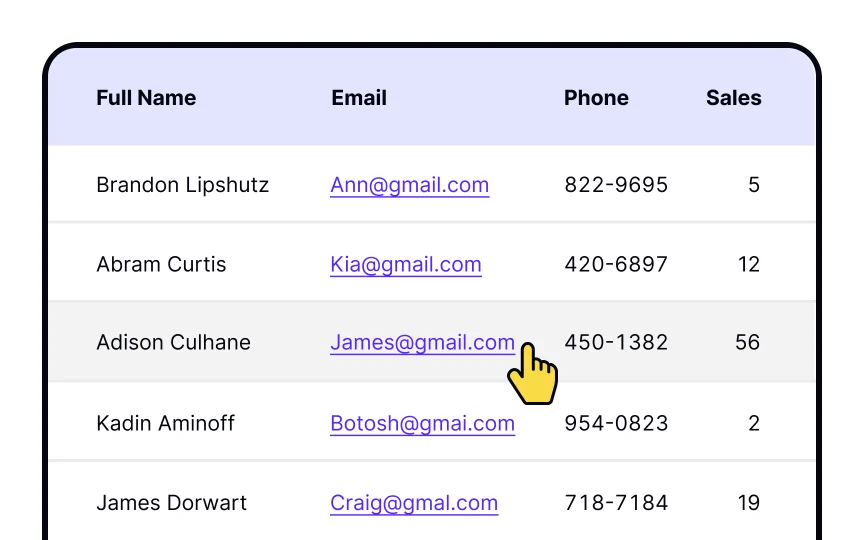 Full Name Email Phone Sales
Brandon Lipshutz Ann@gmail.com 822-9695 5
Abram Curtis Kia@gmail.com 420-6897 12
Adison Culhane James@gmail.com 450-1382 56
Kadin Aminoff Botosh@gmai.com 954-0823 2
James Dorwart Craig@gmal.com 718-7184 19